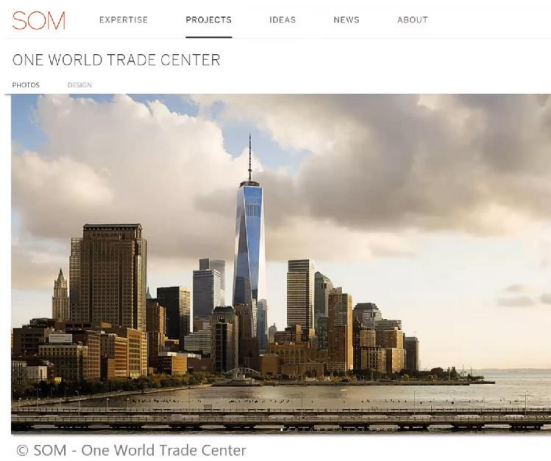 SOM EXPERTISE PROJECTS IDEAS NEWS ABOUT
ONE WORLD TRADE CENTER
PHOTOS DESIGN
© SOM - One World Trade Center